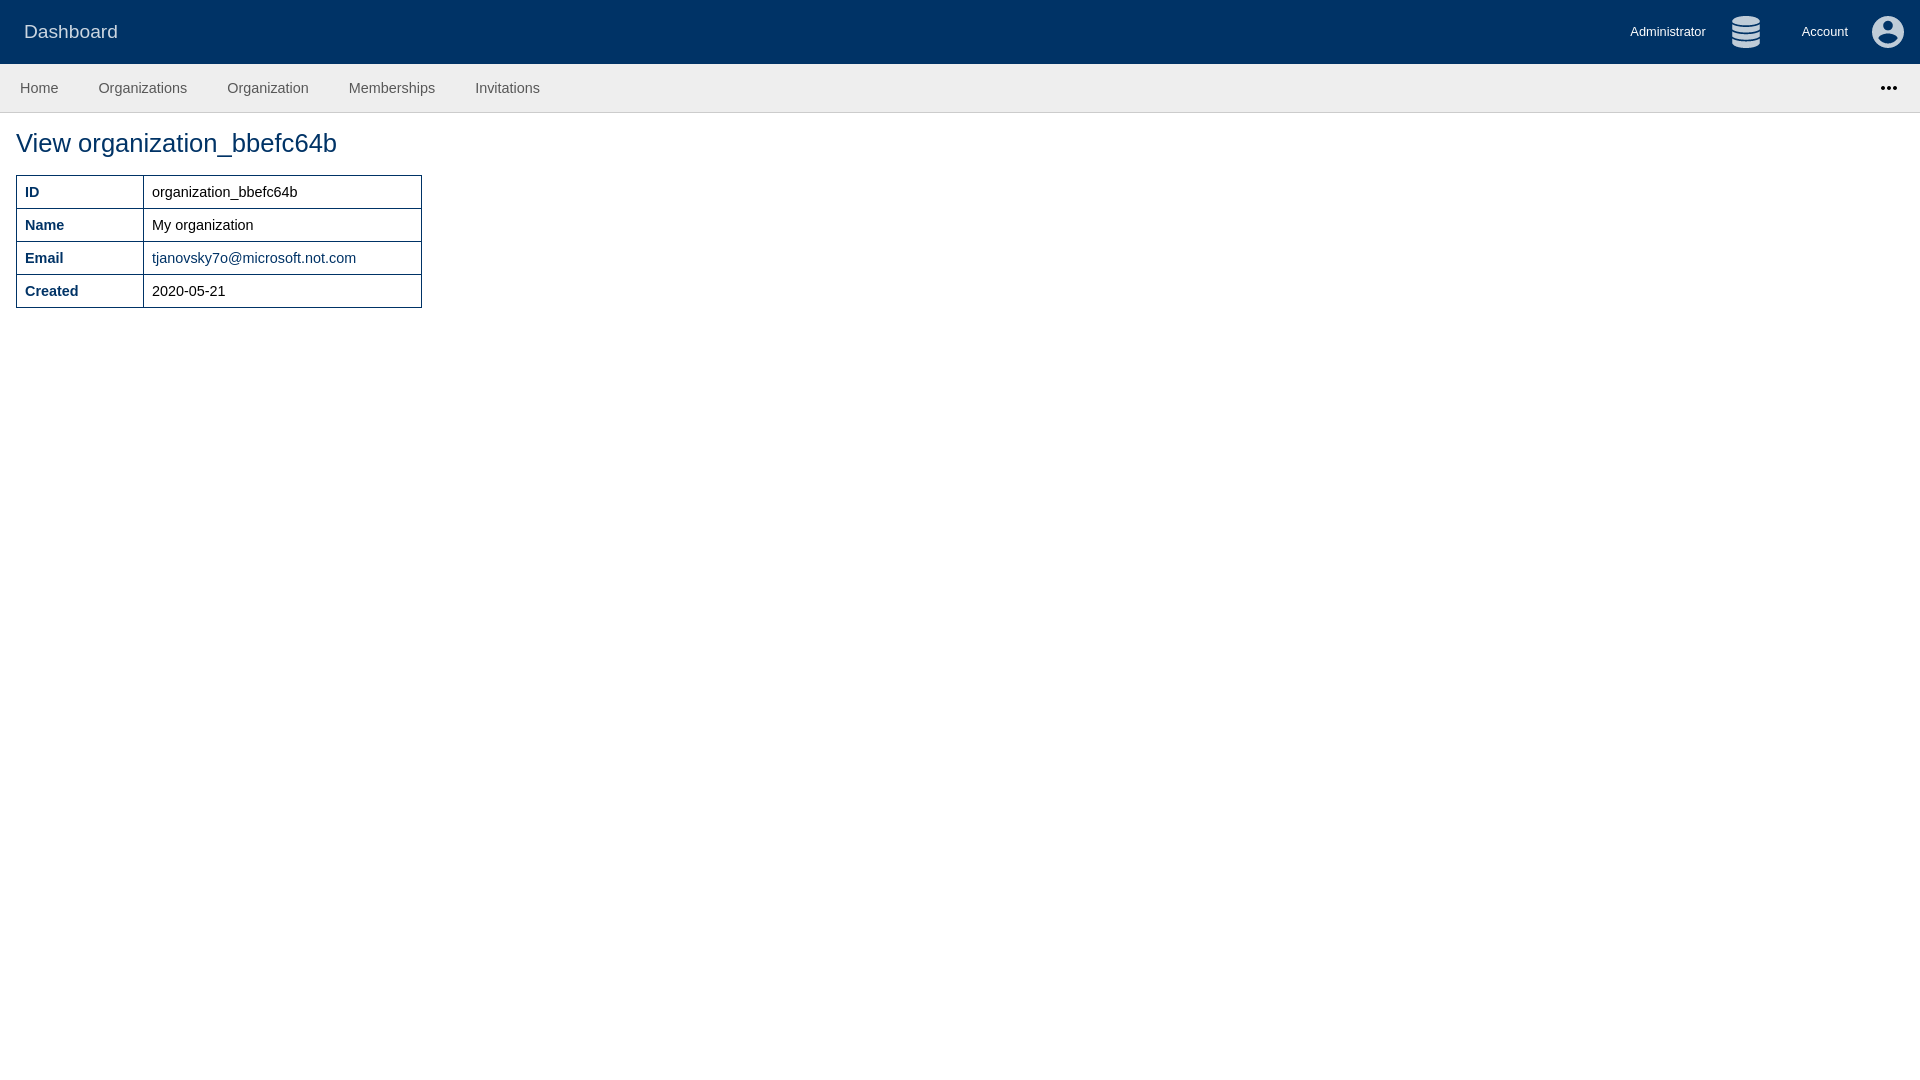 Dashboard
Administrator
Account
Home Organizations Organization Memberships Invitations
View organization_bbefc64b
ID organization_bbefc64b
Name My organization
Email tjanovsky7o@microsoft.not.com
Created 2020-05-21